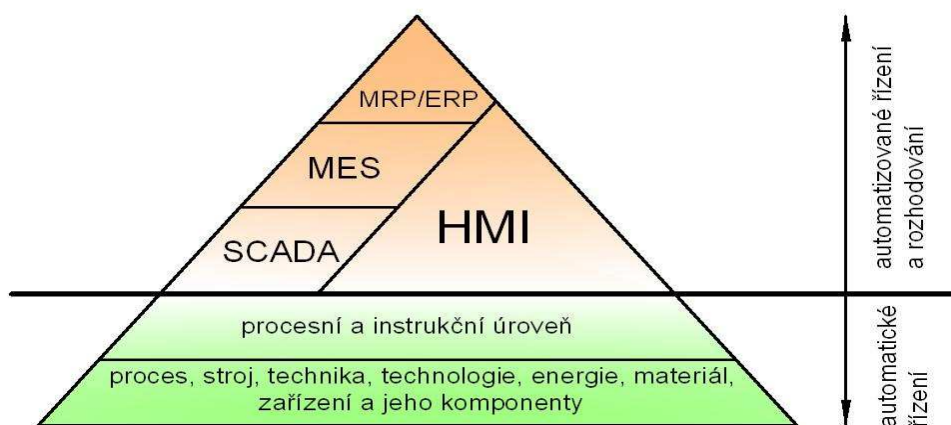 MRP/ERP
MES
SCADA
HMI
procesní a instrukční úroveň
proces, stroj, technika, technologie, energie, materiál,
zařízení a jeho komponenty
automatizované řízení
a rozhodování
automatické
řízení